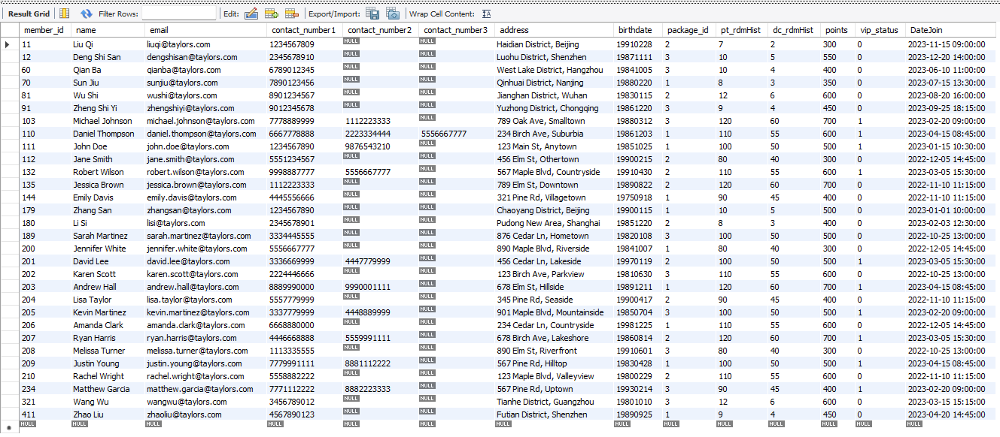 Result Grid Filter Rows: Edit: Export/Import: Wrap Cell Content: IA
member_id name email contact_number1 contact_number2 contact_number3 address birthdate package_id pt_rdmHist dc_rdmHist points vip_status DateJoin
11 Liu Qi liuqi@taylors.com 1234567809 NULL NULL Haidian District, Beijing 19910228 2 7 2 300 0 2023-11-15 09:00:00
12 Deng Shi San dengshisan@taylors.com 2345678910 NULL NULL Luohu District, Shenzhen 19871111 3 10 5 550 0 2023-12-20 14:00:00
60 Qian Ba qianba@taylors.com 6789012345 NULL NULL West Lake District, Hangzhou 19841005 3 10 4 400 0 2023-06-10 11:00:00
70 Sun Jiu sunjiu@taylors.com 7890123456 NULL NULL Qinhuai District, Nanjing 19880220 1 8 3 350 0 2023-07-15 13:30:00
81 Wu Shi wushi@taylors.com 8901234567 NULL NULL Jianghan District, Wuhan 19830115 2 12 6 600 0 2023-08-20 16:00:00
91 Zheng Shi Yi zhengshiyi@taylors.com 9012345678 NULL NULL Yuzhong District, Chongqing 19861220 3 9 4 450 0 2023-09-25 18:15:00
103 Michael Johnson michael.johnson@taylors.com 7778889999 1112223333 NULL 789 Oak Ave, Smalltown 19880312 3 120 60 700 1 2023-02-20 09:00:00
110 Daniel Thompson daniel.thompson@taylors.com 6667778888 2223334444 5556667777 234 Birch Ave, Suburbia 19861203 1 110 55 600 1 2023-04-15 08:45:00
111 John Doe john.doe@taylors.com 1234567890 9876543210 NULL 123 Main St, Anytown 19851025 1 100 50 500 1 2023-01-15 10:30:00
112 Jane Smith jane.smith@taylors.com 5551234567 NULL NULL 456 Elm St, Othertown 19900215 2 80 40 300 0 2022-12-05 14:45:00
132 Robert Wilson robert.wilson@taylors.com 9998887777 5556667777 NULL 567 Maple Blvd, Countryside 19910430 2 110 55 600 1 2023-03-05 15:30:00
135 Jessica Brown jessica.brown@taylors.com 1112223333 NULL NULL 789 Elm St, Downtown 19890822 2 120 60 700 0 2022-11-10 11:15:00
144 Emily Davis emily.davis@taylors.com 4445556666 NULL NULL 321 Pine Rd, Villagetown 19750918 1 90 45 400 0 2022-11-10 11:15:00
179 Zhang San zhangsan@taylors.com 1234567890 NULL NULL Chaoyang District, Beijing 19900115 1 10 5 500 0 2023-01-01 10:00:00
180 Li Si lisi@taylors.com 2345678901 NULL NULL Pudong New Area, Shanghai 19851220 2 8 3 400 0 2023-02-03 12:30:00
189 Sarah Martinez sarah.martinez@taylors.com 3334445555 NULL NULL 876 Cedar Ln, Hometown 19820108 3 100 50 500 0 2022-10-25 13:00:00
200 Jennifer White jennifer.white@taylors.com 5556667777 NULL NULL 890 Maple Blvd, Riverside 19841007 1 80 40 300 0 2022-12-05 14:45:00
201 David Lee david.lee@taylors.com 3336669999 4447779999 NULL 456 Cedar Ln, Lakeside 19970119 2 100 50 500 1 2023-03-05 15:30:00
202 Karen Scott karen.scott@taylors.com 2224446666 NULL NULL 123 Birch Ave, Parkview 19810630 3 110 55 600 0 2022-10-25 13:00:00
203 Andrew Hall andrew.hall@taylors.com 8889990000 9990001111 NULL 678 Elm St, Hillside 19891211 1 120 60 700 1 2023-04-15 08:45:00
204 Lisa Taylor lisa.taylor@taylors.com 5557779999 NULL NULL 345 Pine Rd, Seaside 19900417 2 90 45 400 0 2022-11-10 11:15:00
205 Kevin Martinez kevin.martinez@taylors.com 3337779999 4448889999 NULL 901 Maple Blvd, Mountainside 19850704 3 100 50 500 1 2023-02-20 09:00:00
206 Amanda Clark amanda.clark@taylors.com 6668880000 NULL NULL 234 Cedar Ln, Countryside 19981225 1 110 55 600 0 2022-12-05 14:45:00
207 Ryan Harris ryan.harris@taylors.com 4446668888 5559991111 NULL 678 Birch Ave, Lakeshore 19860814 2 120 60 700 1 2023-03-05 15:30:00
208 Melissa Turner melissa.turner@taylors.com 1113335555 NULL NULL 890 Elm St, Riverfront 19910601 3 80 40 300 0 2022-10-25 13:00:00
209 Justin Young justin.young@taylors.com 7779991111 8881112222 NULL 567 Pine Rd, Hilltop 19830428 1 100 50 500 1 2023-04-15 08:45:00
210 Rachel Wright rachel.wright@taylors.com 5558882222 NULL NULL 123 Maple Blvd, Valleyview 19800229 2 110 55 600 0 2022-11-10 11:15:00
234 Matthew Garcia matthew.garcia@taylors.com 7771112222 8882223333 NULL 567 Pine Rd, Uptown 19930214 3 90 45 400 1 2023-02-20 09:00:00
321 Wang Wu wangwu@taylors.com 3456789012 NULL NULL Tianhe District, Guangzhou 19801010 3 12 6 600 0 2023-03-15 15:15:00
411 Zhao Liu zhaoliu@taylors.com 4567890123 NULL NULL Futian District, Shenzhen 19890925 1 9 4 450 0 2023-04-20 14:45:00
NULL NULL NULL NULL NULL NULL NULL NULL NULL NULL NULL NULL NULL NULL